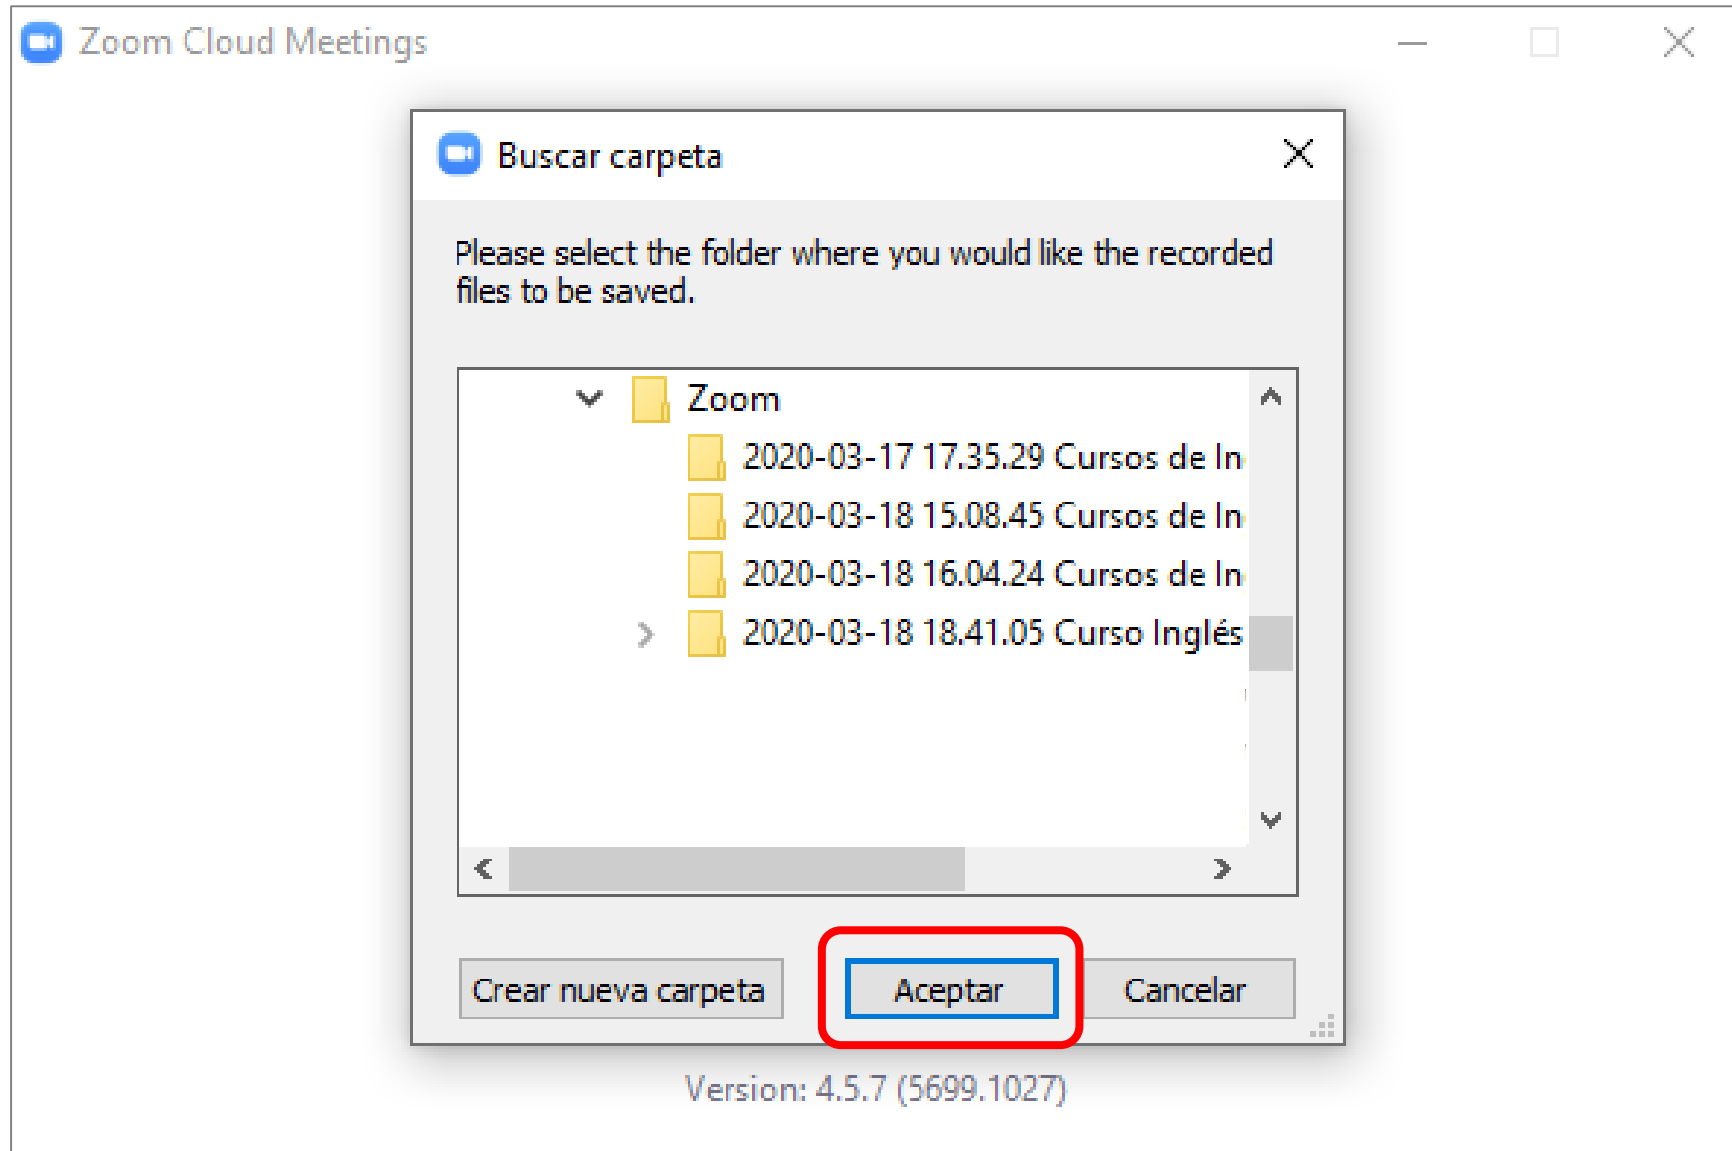 Zoom Cloud Meetings
Buscar carpeta
Please select the folder where you would like the recorded
files to be saved.
Zoom
2020-03-17 17.35.29 Cursos de In
2020-03-18 15.08.45 Cursos de In
2020-03-18 16.04.24 Cursos de In
2020-03-18 18.41.05 Curso Inglés
Crear nueva carpeta
Aceptar
Cancelar
Version: 4.5.7 (5699.1027)